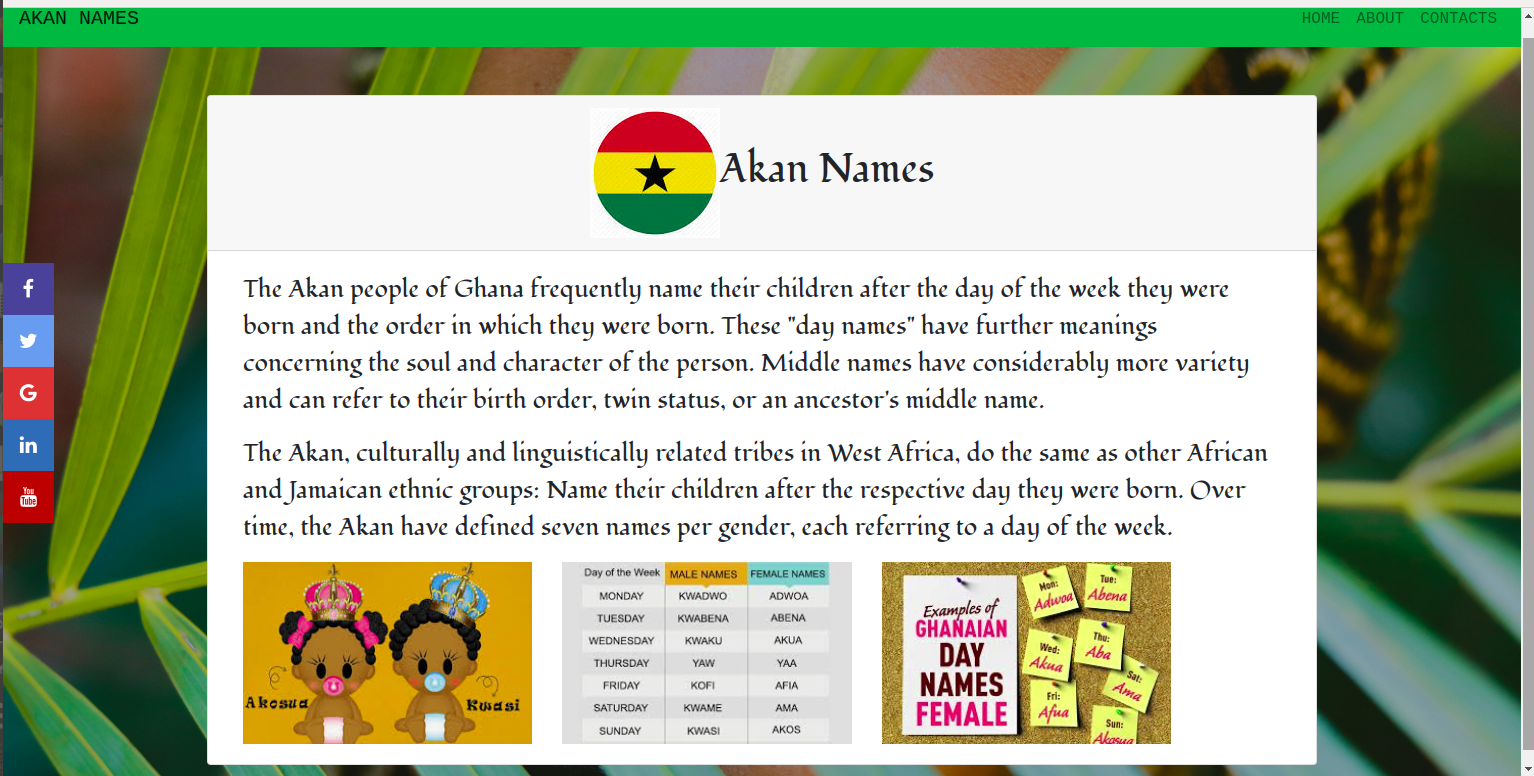 AKAN NAMES
HOME ABOUT CONTACTS
Akan Names
The Akan people of Ghana frequently name their children after the day of the week they were
born and the order in which they were born. These "day names" have further meanings
concerning the soul and character of the person. Middle names have considerably more variety
and can refer to their birth order, twin status, or an ancestor's middle name.
The Akan, culturally and linguistically related tribes in West Africa, do the same as other African
and Jamaican ethnic groups: Name their children after the respective day they were born. Over
time, the Akan have defined seven names per gender, each referring to a day of the week.
f
G
in
You Tube
Akosua
Kwasi
Day of the Week MALE NAMES FEMALE NAMES
MONDAY KWADWO ADWOA
TUESDAY KWABENA ABENA
WEDNESDAY KWAKU AKUA
THURSDAY YAW YAA
FRIDAY KOFI AFIA
SATURDAY KWAME AMA
SUNDAY KWASI AKOS
Examples of
GHANAIAN
DAY
NAMES
FEMALE
Mon:
Adwoa
Tue:
Abena
Wed:
Akua
Thu:
Aba
Fri:
Afua
Sat:
Ama
Sun:
Akosua